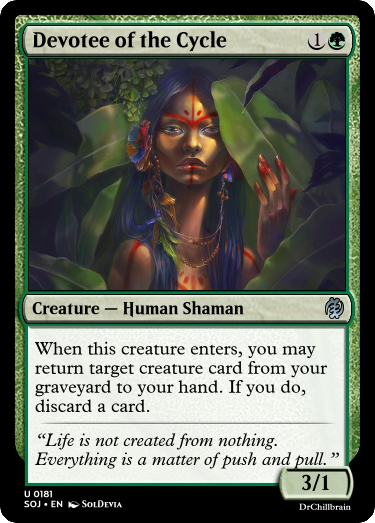 Devotee of the Cycle 1
Creature — Human Shaman
When this creature enters, you may
return target creature card from your
graveyard to your hand. If you do,
discard a card.
“Life is not created from nothing.
Everything is a matter of push and pull.”
3/1
U 0181
SOJ • EN SolDevia
DrChillbrain